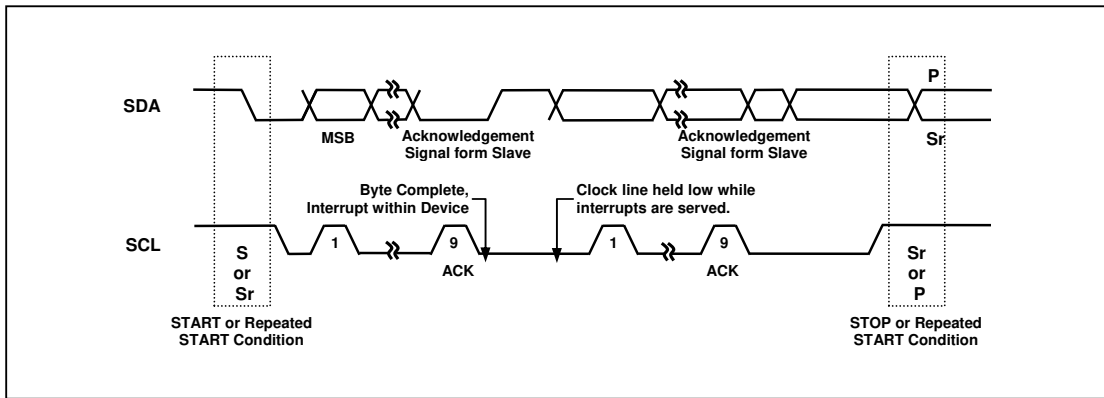 P
SDA
MSB
Acknowledgement
Signal form Slave
Acknowledgement
Signal form Slave
Sr
Byte Complete,
Interrupt within Device
Clock line held low while
interrupts are served.
SCL
S
or
Sr
1
9
ACK
1
9
ACK
Sr
or
P
START or Repeated
START Condition
STOP or Repeated
START Condition